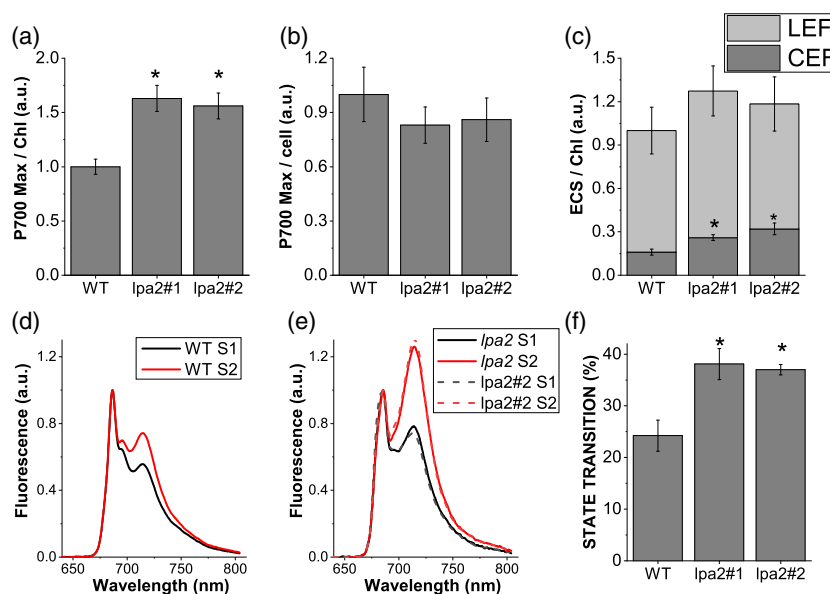 (a)
P700 Max / Chl (a.u.)
2.0
1.5
1.0
0.5
0.0
*
*
WT
lpa2#1
lpa2#2
(b)
P700 Max / cell (a.u.)
1.2
0.9
0.6
0.3
0.0
WT
lpa2#1
lpa2#2
(c)
LEF
CEF
ECS / Chl (a.u.)
1.5
1.2
0.9
0.6
0.3
0.0
*
*
WT
lpa2#1
lpa2#2
(d)
WT S1
WT S2
Fluorescence (a.u.)
1.2
0.8
0.4
0.0
650 700 750 800
Wavelength (nm)
(e)
lpa2 S1
lpa2 S2
lpa2#2 S1
lpa2#2 S2
Fluorescence (a.u.)
1.2
0.8
0.4
0.0
650 700 750 800
Wavelength (nm)
(f)
STATE TRANSITION (%)
40
30
20
10
0
*
*
WT
lpa2#1
lpa2#2